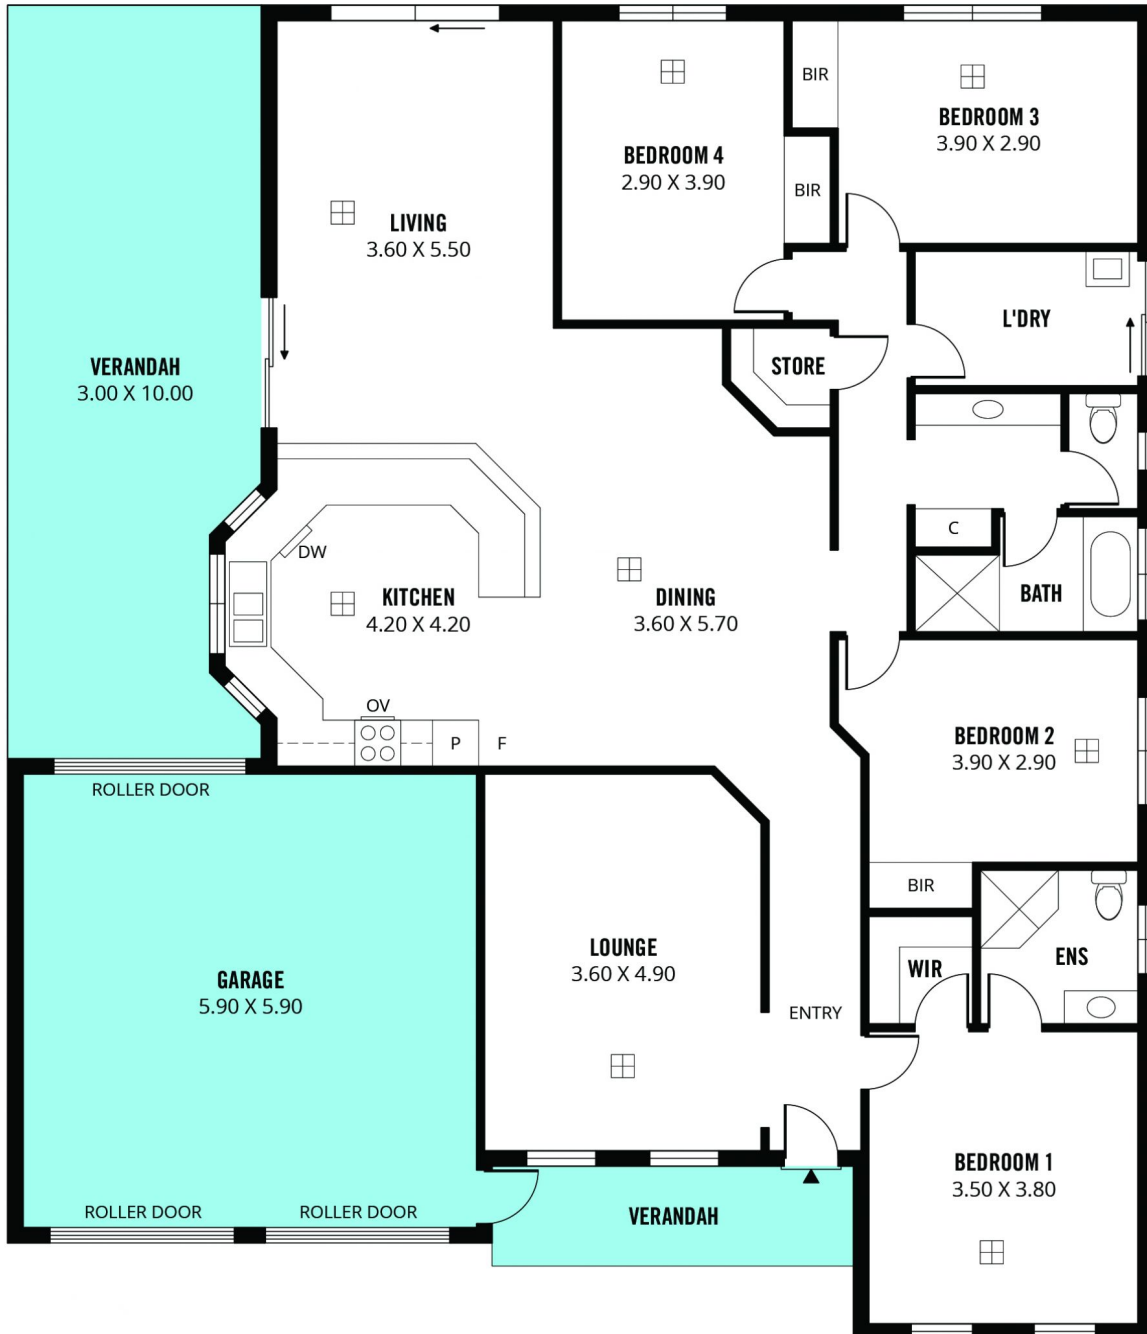 BIR
BEDROOM 3
3.90 X 2.90
BEDROOM 4
2.90 X 3.90
BIR
LIVING
3.60 X 5.50
L'DRY
VERANDAH
3.00 X 10.00
STORE
C
DW
KITCHEN
4.20 X 4.20
DINING
3.60 X 5.70
BATH
OV
P
F
BEDROOM 2
3.90 X 2.90
ROLLER DOOR
BIR
LOUNGE
3.60 X 4.90
WIR
ENS
GARAGE
5.90 X 5.90
ENTRY
BEDROOM 1
3.50 X 3.80
ROLLER DOOR
ROLLER DOOR
VERANDAH